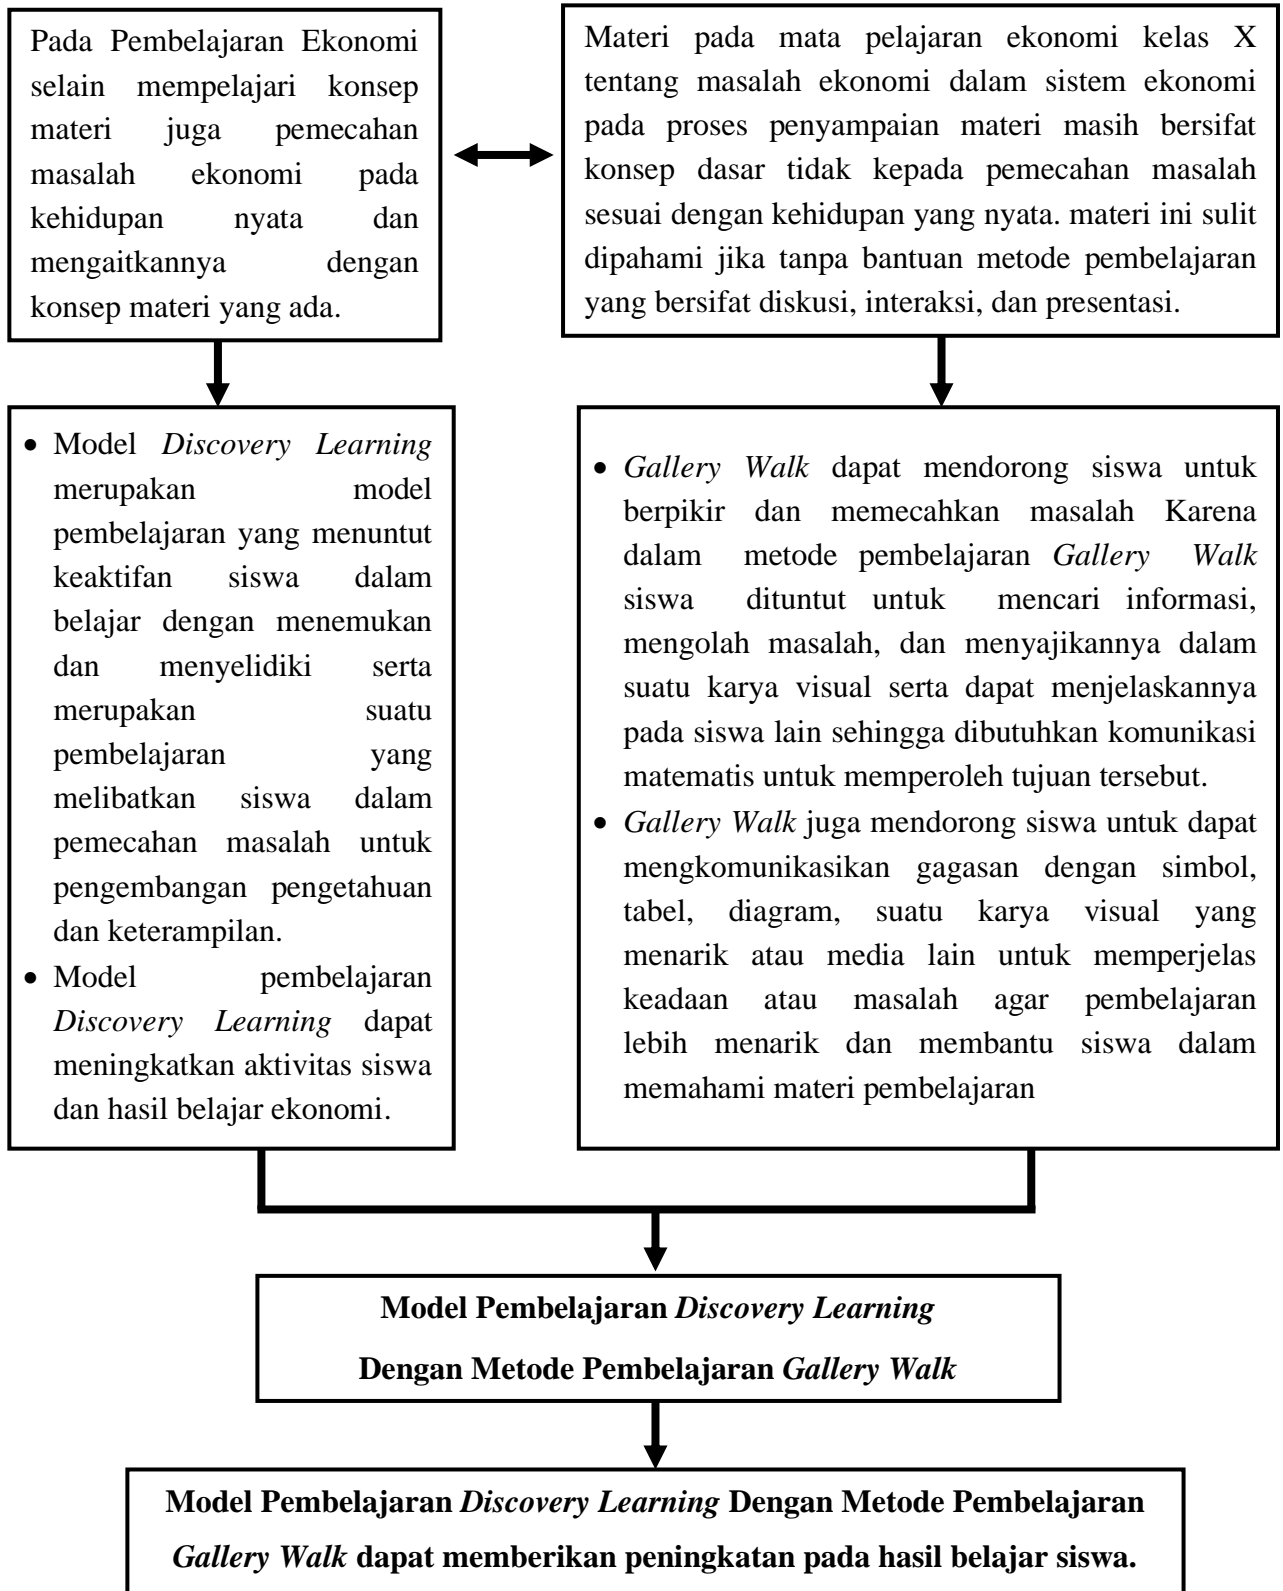 Pada Pembelajaran Ekonomi
selain mempelajari konsep
materi juga pemecahan
masalah ekonomi pada
kehidupan nyata dan
mengaitkannya dengan
konsep materi yang ada.
Materi pada mata pelajaran ekonomi kelas X
tentang masalah ekonomi dalam sistem ekonomi
pada proses penyampaian materi masih bersifat
konsep dasar tidak kepada pemecahan masalah
sesuai dengan kehidupan yang nyata. materi ini sulit
dipahami jika tanpa bantuan metode pembelajaran
yang bersifat diskusi, interaksi, dan presentasi.
• Model Discovery Learning
merupakan model
pembelajaran yang menuntut
keaktifan siswa dalam
belajar dengan menemukan
dan menyelidiki serta
merupakan suatu
pembelajaran yang
melibatkan siswa dalam
pemecahan masalah untuk
pengembangan pengetahuan
dan keterampilan.
• Model pembelajaran
Discovery Learning dapat
meningkatkan aktivitas siswa
dan hasil belajar ekonomi.
• Gallery Walk dapat mendorong siswa untuk
berpikir dan memecahkan masalah Karena
dalam metode pembelajaran Gallery Walk
siswa dituntut untuk mencari informasi,
mengolah masalah, dan menyajikannya dalam
suatu karya visual serta dapat menjelaskannya
pada siswa lain sehingga dibutuhkan komunikasi
matematis untuk memperoleh tujuan tersebut.
• Gallery Walk juga mendorong siswa untuk dapat
mengkomunikasikan gagasan dengan simbol,
tabel, diagram, suatu karya visual yang
menarik atau media lain untuk memperjelas
keadaan atau masalah agar pembelajaran
lebih menarik dan membantu siswa dalam
memahami materi pembelajaran
Model Pembelajaran Discovery Learning
Dengan Metode Pembelajaran Gallery Walk
Model Pembelajaran Discovery Learning Dengan Metode Pembelajaran
Gallery Walk dapat memberikan peningkatan pada hasil belajar siswa.